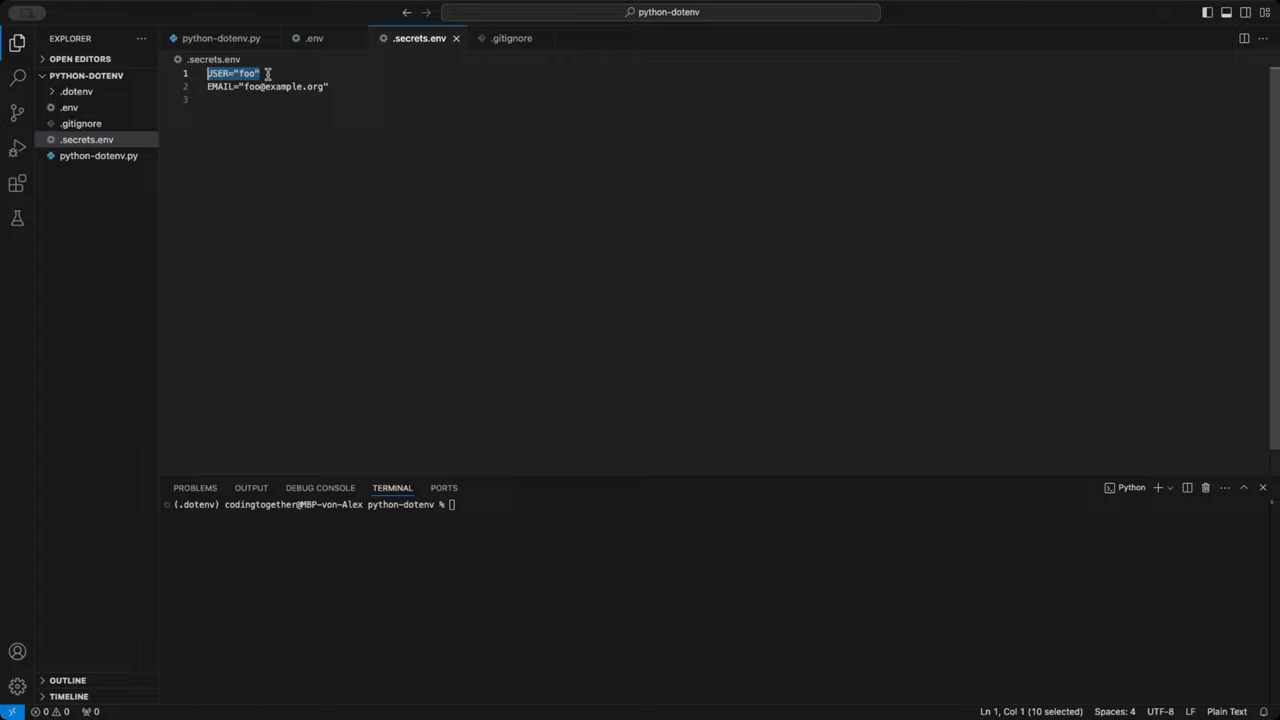 python-dotenv
EXPLORER
OPEN EDITORS
PYTHON-DOTENV
.dotenv
.env
.gitignore
.secrets.env
python-dotenv.py
OUTLINE
TIMELINE
python-dotenv.py
.env
.secrets.env
.gitignore
.secrets.env
1 USER="foo"
2 EMAIL="foo@example.org"
3
PROBLEMS OUTPUT DEBUG CONSOLE TERMINAL PORTS
Python
(.dotenv) codingtogether@MBP-von-Alex python-dotenv %
0 0 0
Ln 1, Col 1 (10 selected) Spaces: 4 UTF-8 LF Plain Text